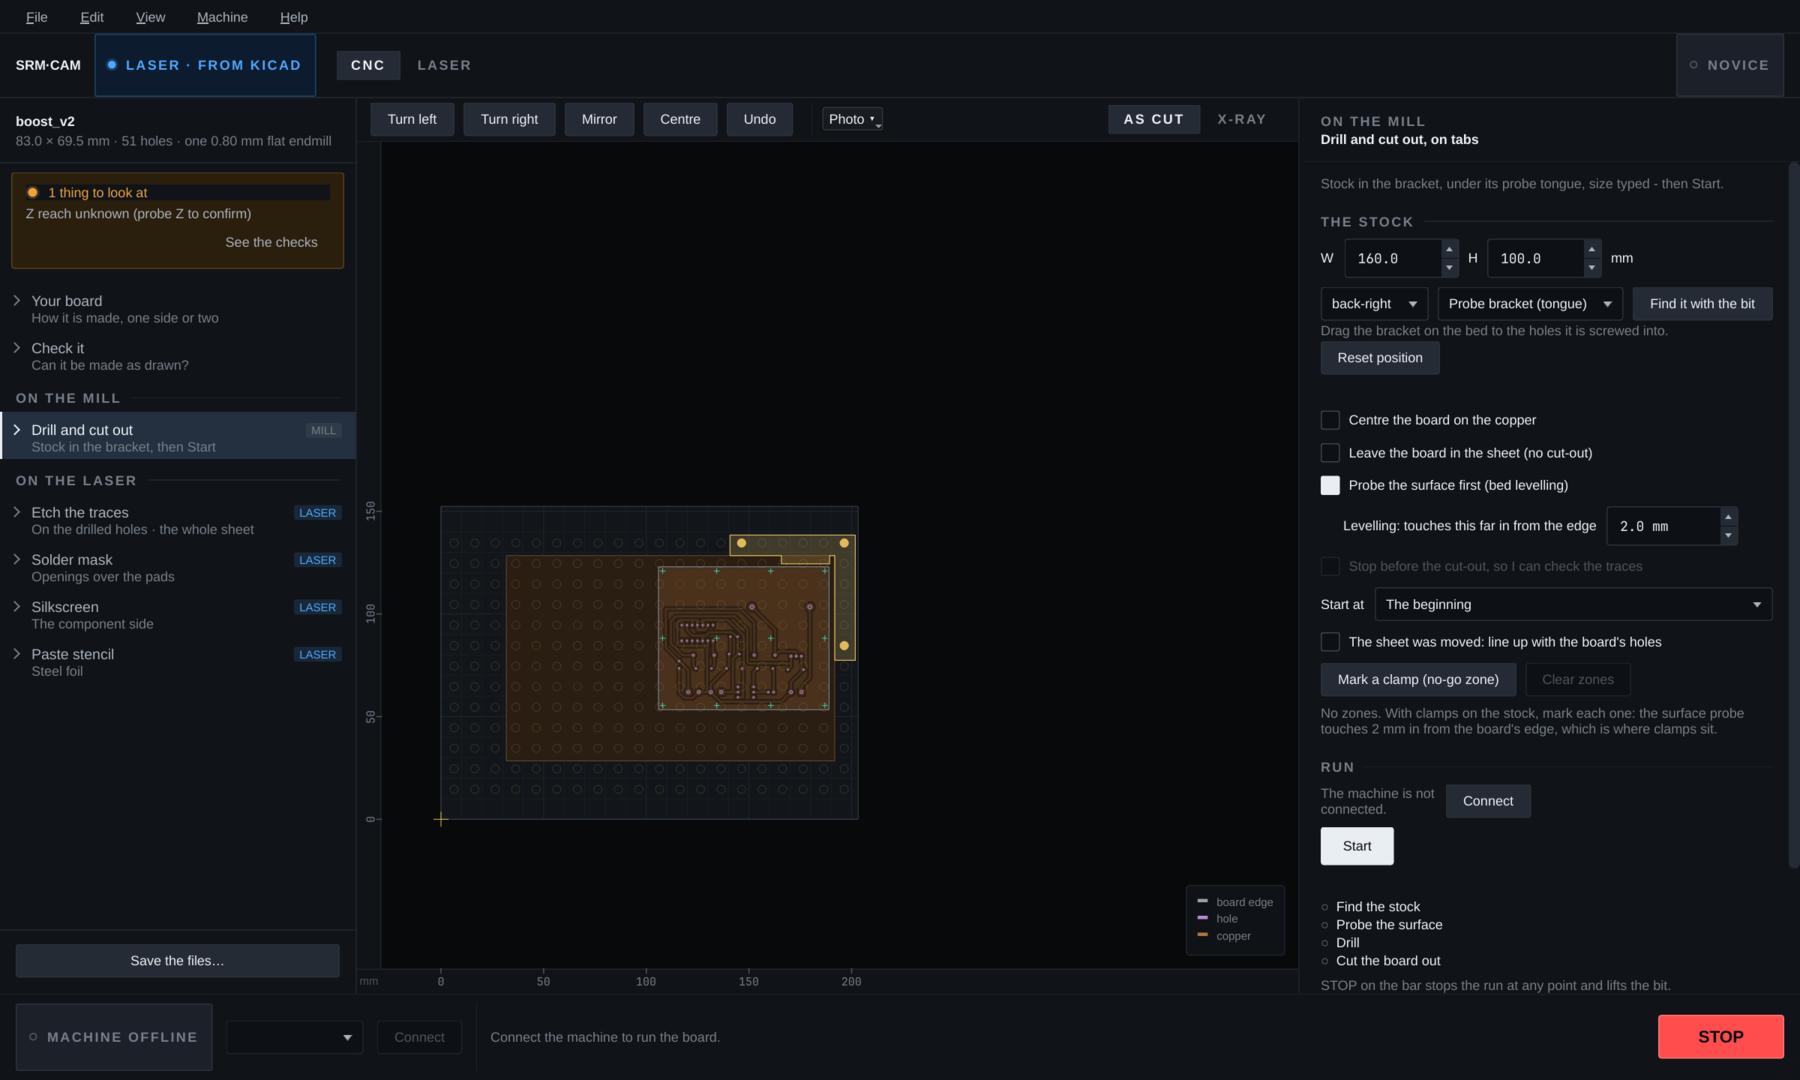 File Edit View Machine Help
SRM·CAM LASER · FROM KICAD CNC LASER NOVICE
boost_v2
83.0 × 69.5 mm · 51 holes · one 0.80 mm flat endmill
1 thing to look at
Z reach unknown (probe Z to confirm)
See the checks
Your board
How it is made, one side or two
Check it
Can it be made as drawn?
ON THE MILL
Drill and cut out MILL
Stock in the bracket, then Start
ON THE LASER
Etch the traces LASER
On the drilled holes · the whole sheet
Solder mask LASER
Openings over the pads
Silkscreen LASER
The component side
Paste stencil LASER
Steel foil
Save the files…
Turn left Turn right Mirror Centre Undo Photo AS CUT X-RAY
150
100
50
0
board edge
hole
copper
mm 0 50 100 150 200
ON THE MILL
Drill and cut out, on tabs
Stock in the bracket, under its probe tongue, size typed - then Start.
THE STOCK
W 160.0 H 100.0 mm
back-right Probe bracket (tongue) Find it with the bit
Drag the bracket on the bed to the holes it is screwed into.
Reset position
Centre the board on the copper
Leave the board in the sheet (no cut-out)
Probe the surface first (bed levelling)
Levelling: touches this far in from the edge 2.0 mm
Stop before the cut-out, so I can check the traces
Start at The beginning
The sheet was moved: line up with the board's holes
Mark a clamp (no-go zone) Clear zones
No zones. With clamps on the stock, mark each one: the surface probe
touches 2 mm in from the board's edge, which is where clamps sit.
RUN
The machine is not
connected.
Connect
Start
Find the stock
Probe the surface
Drill
Cut the board out
STOP on the bar stops the run at any point and lifts the bit.
MACHINE OFFLINE Connect Connect the machine to run the board. STOP